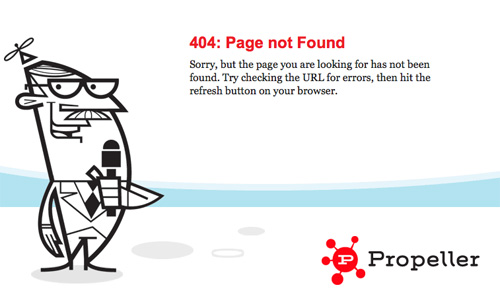 404: Page not Found
Sorry, but the page you are looking for has not been
found. Try checking the URL for errors, then hit the
refresh button on your browser.
P Propeller